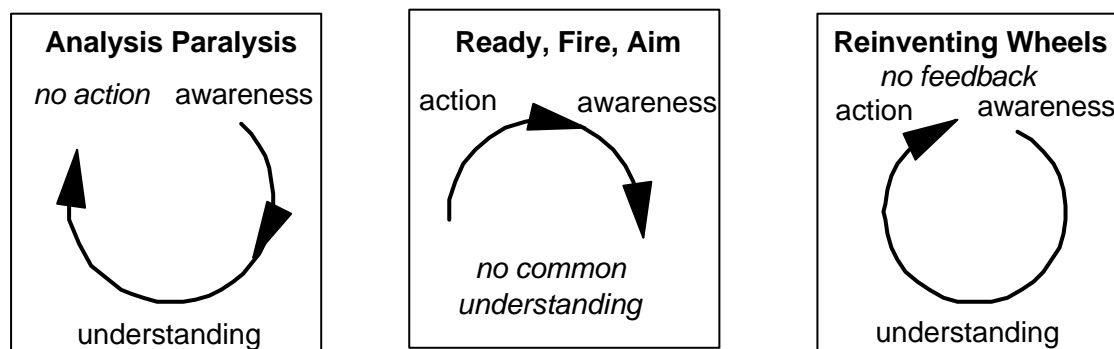 Analysis Paralysis
no action awareness
understanding
Ready, Fire, Aim
action awareness
no common
understanding
Reinventing Wheels
no feedback
action awareness
understanding